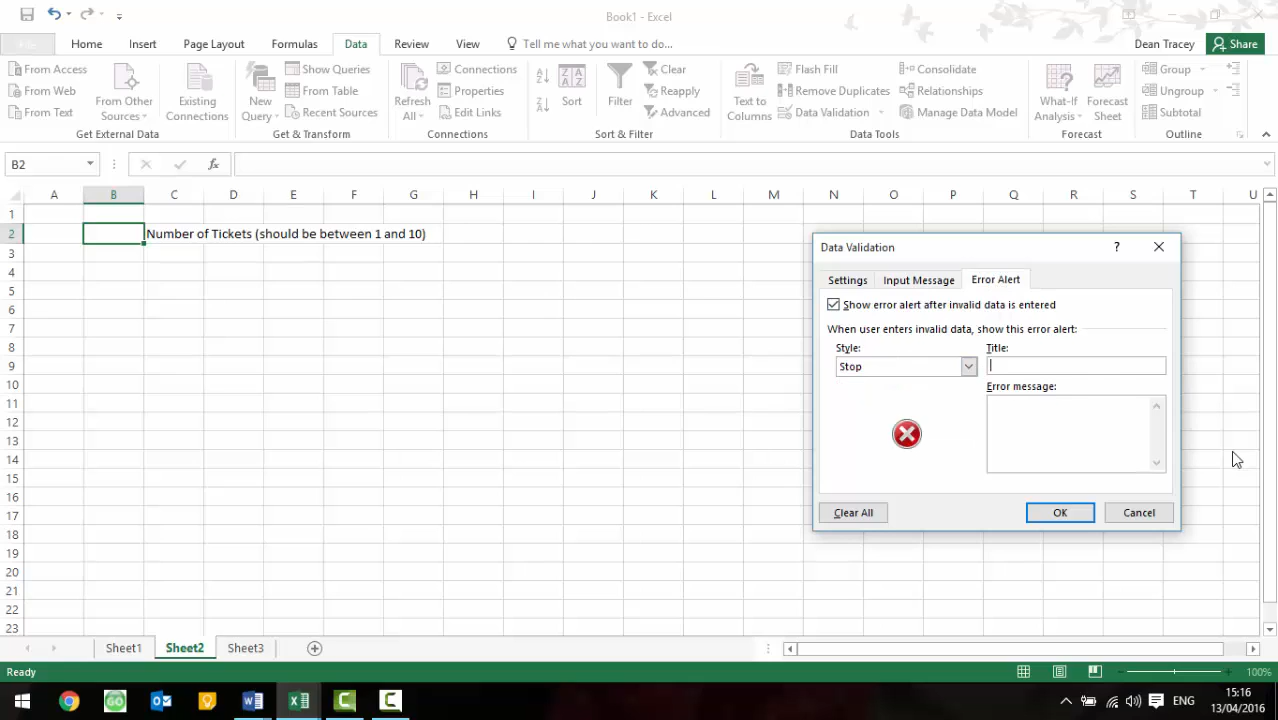 Book1 - Excel
File Home Insert Page Layout Formulas Data Review View Tell me what you want to do... Dean Tracey Share
From Access
From Web
From Text
From Other Sources
Existing Connections
Get External Data
New Query
Show Queries
From Table
Recent Sources
Get & Transform
Refresh All
Connections
Properties
Edit Links
Connections
Sort
Filter
Clear
Reapply
Advanced
Sort & Filter
Text to Columns
Flash Fill
Remove Duplicates
Data Validation
Consolidate
Relationships
Manage Data Model
Data Tools
What-If Analysis
Forecast Sheet
Forecast
Group
Ungroup
Subtotal
Outline
B2 fx
A B C D E F G H I J K L M N O P Q R S T U
1
2 Number of Tickets (should be between 1 and 10)
3
4
5
6
7
8
9
10
11
12
13
14
15
16
17
18
19
20
21
22
23
Data Validation ?
Settings Input Message Error Alert
Show error alert after invalid data is entered
When user enters invalid data, show this error alert:
Style: Title:
Stop
Error message:
Clear All OK Cancel
Sheet1 Sheet2 Sheet3
Ready 100%
GO ENG 15:16
13/04/2016